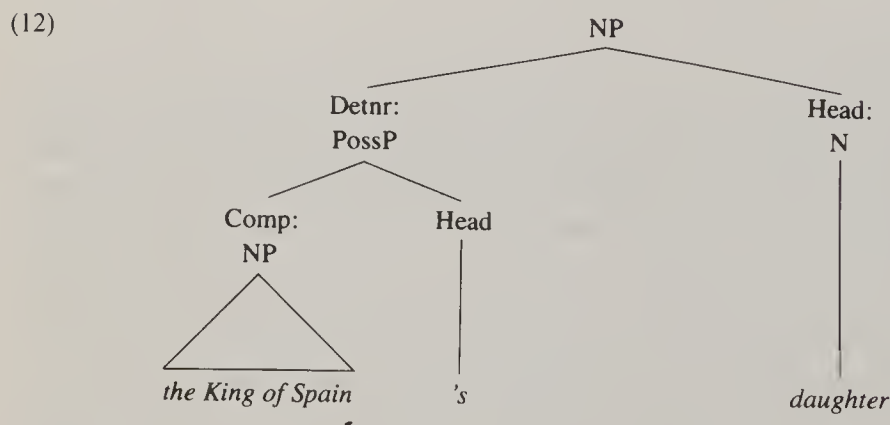 (12)
NP
Detnr:
PossP
Head:
N
Comp:
NP
Head
the King of Spain
's
daughter